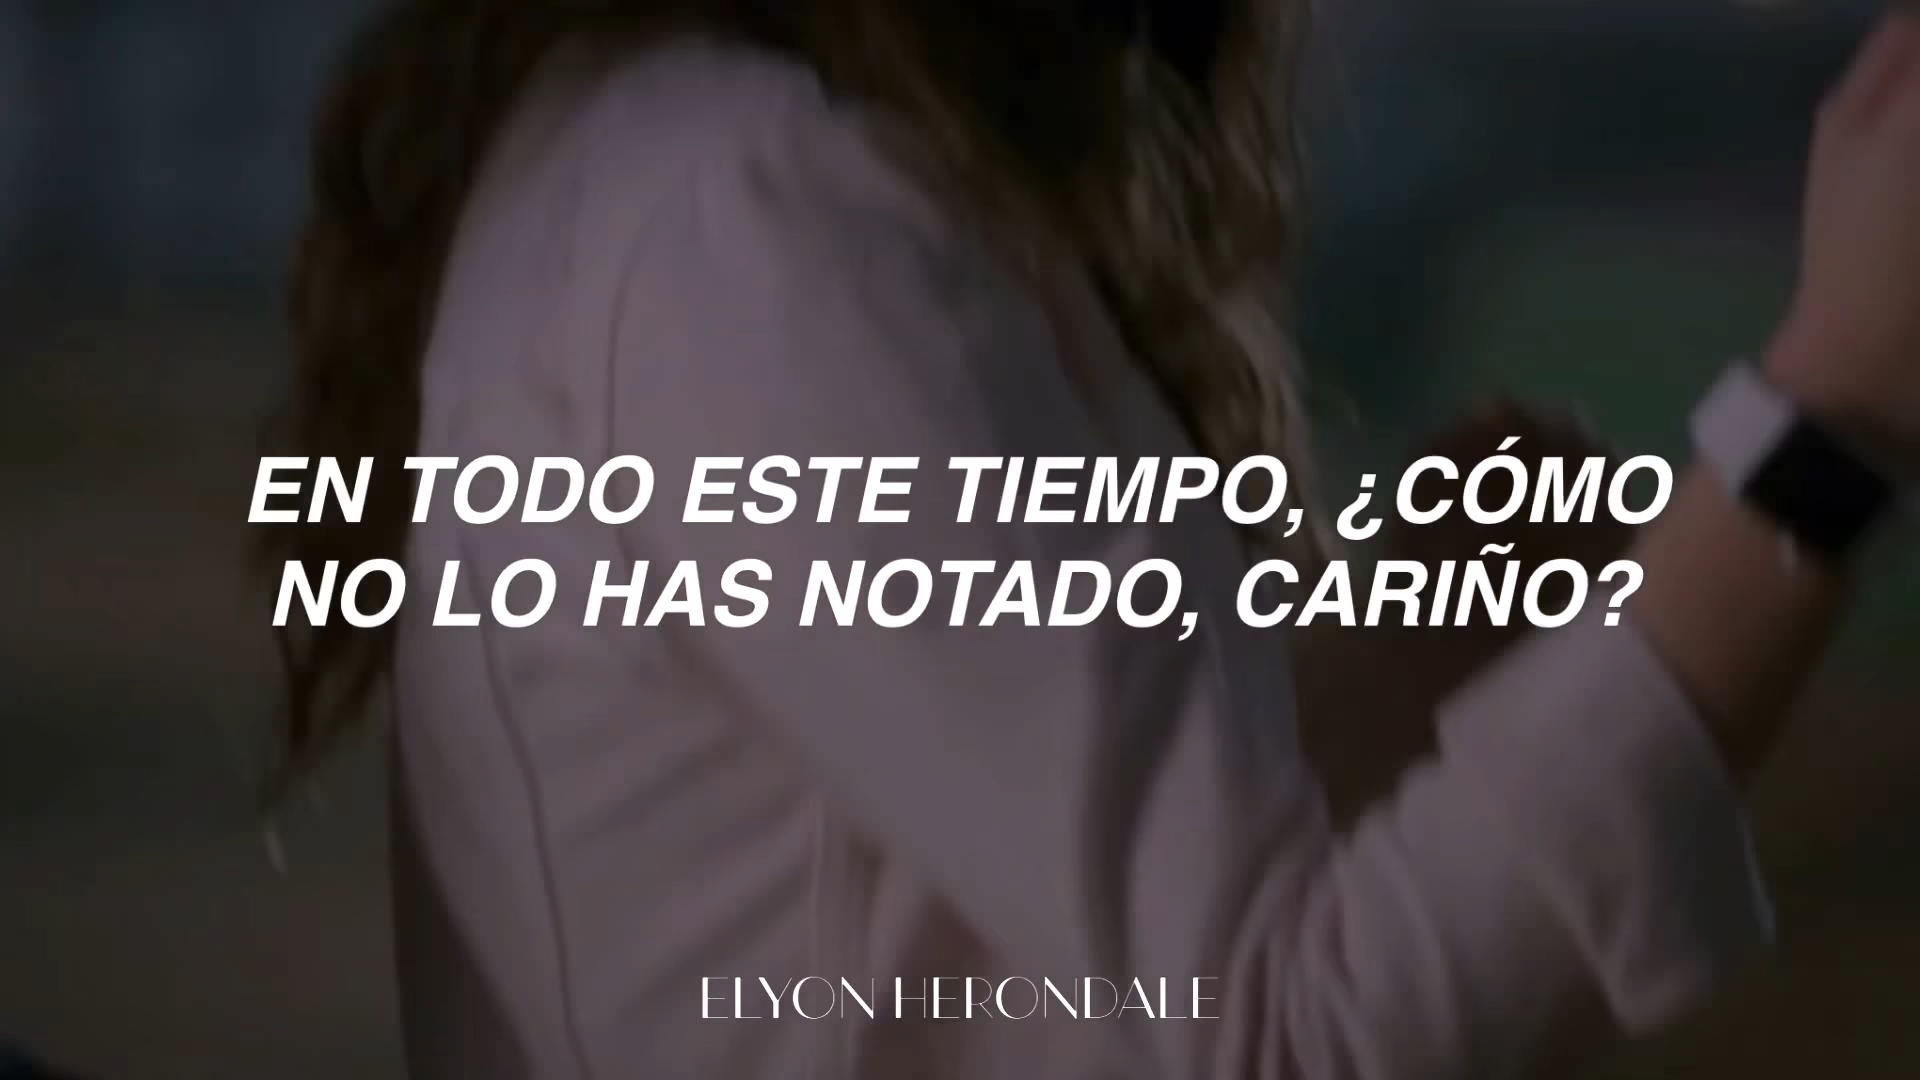 EN TODO ESTE TIEMPO, ¿CÓMO
NO LO HAS NOTADO, CARIÑO?
ELYON HERONDALE